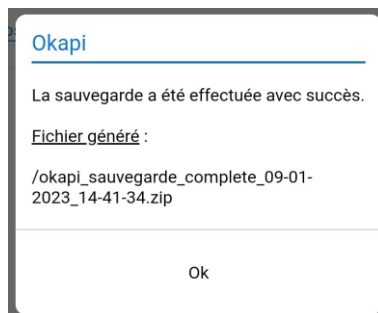 Okapi
La sauvegarde a été effectuée avec succès.
Fichier généré :
/okapi_sauvegarde_complete_09-01-
2023_14-41-34.zip
Ok